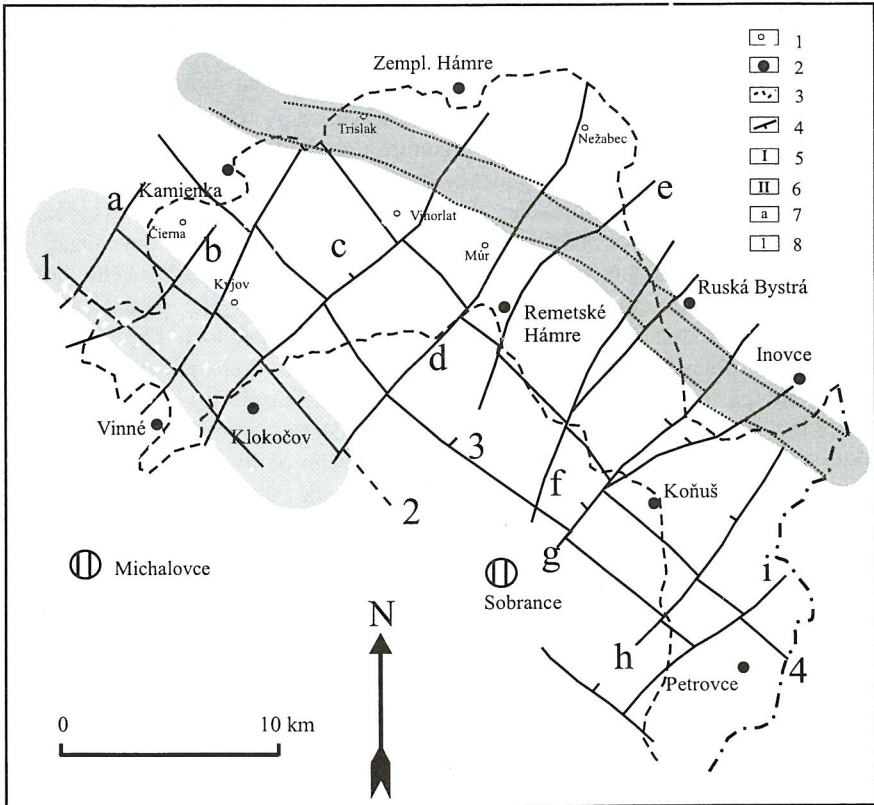 Zempl. Hámre
1
2
3
4
I 5
II 6
a 7
1 8
Trislak
Nežabec
Kamienka
a
e
Čierna
b
Vihorlat
c
Múr
1
Kyjov
Remetské
Hámre
Ruská Bystrá
d
Inovce
Vinné
Klokočov
3
f
Koňuš
2
g
Michalovce
Sobrance
i
N
h
4
Petrovce
0 10 km